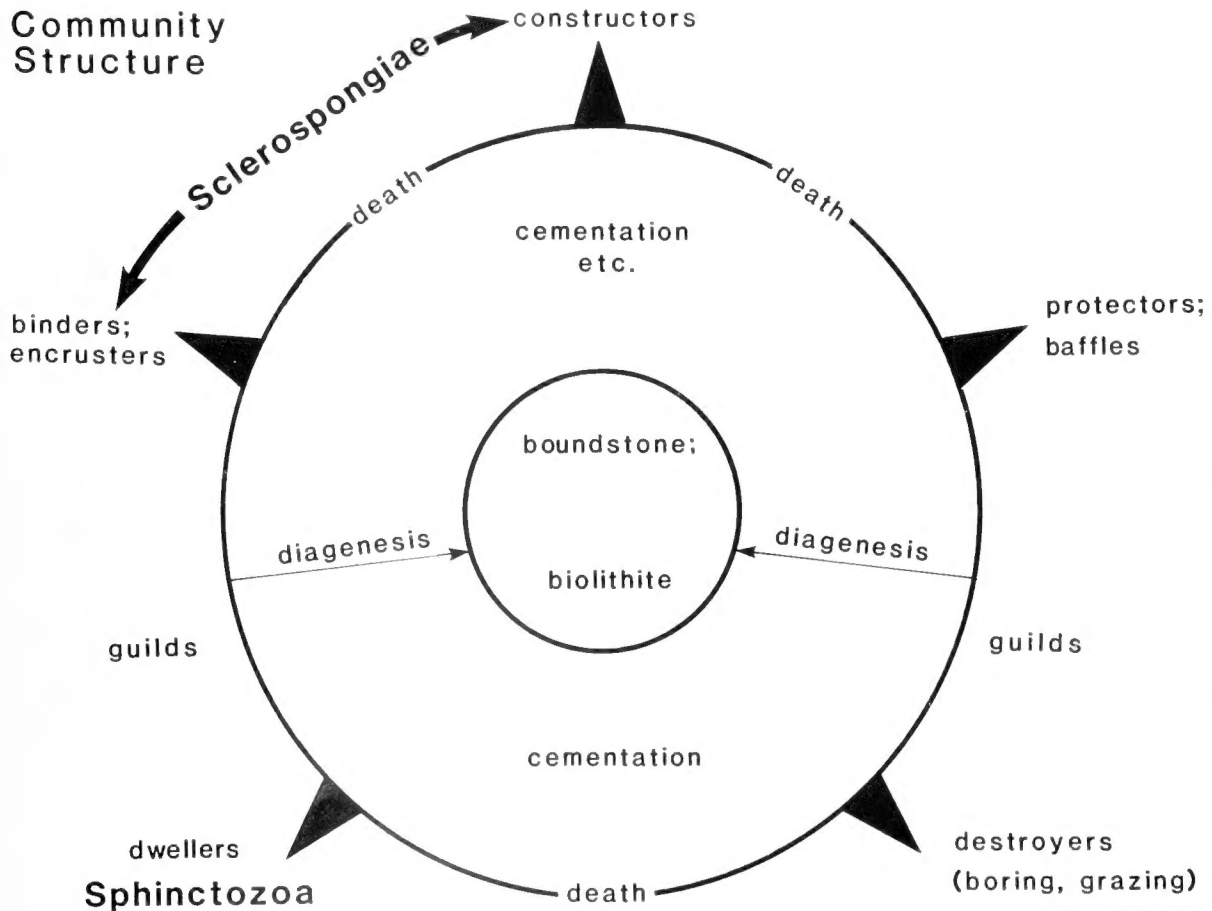 Community
Structure
constructors
Sclerospongiae
death
death
cementation
etc.
binders;
encrusters
protectors;
baffles
boundstone;
diagenesis
diagenesis
biolithite
guilds
guilds
cementation
dwellers
Sphinctozoa
destroyers
(boring, grazing)
death